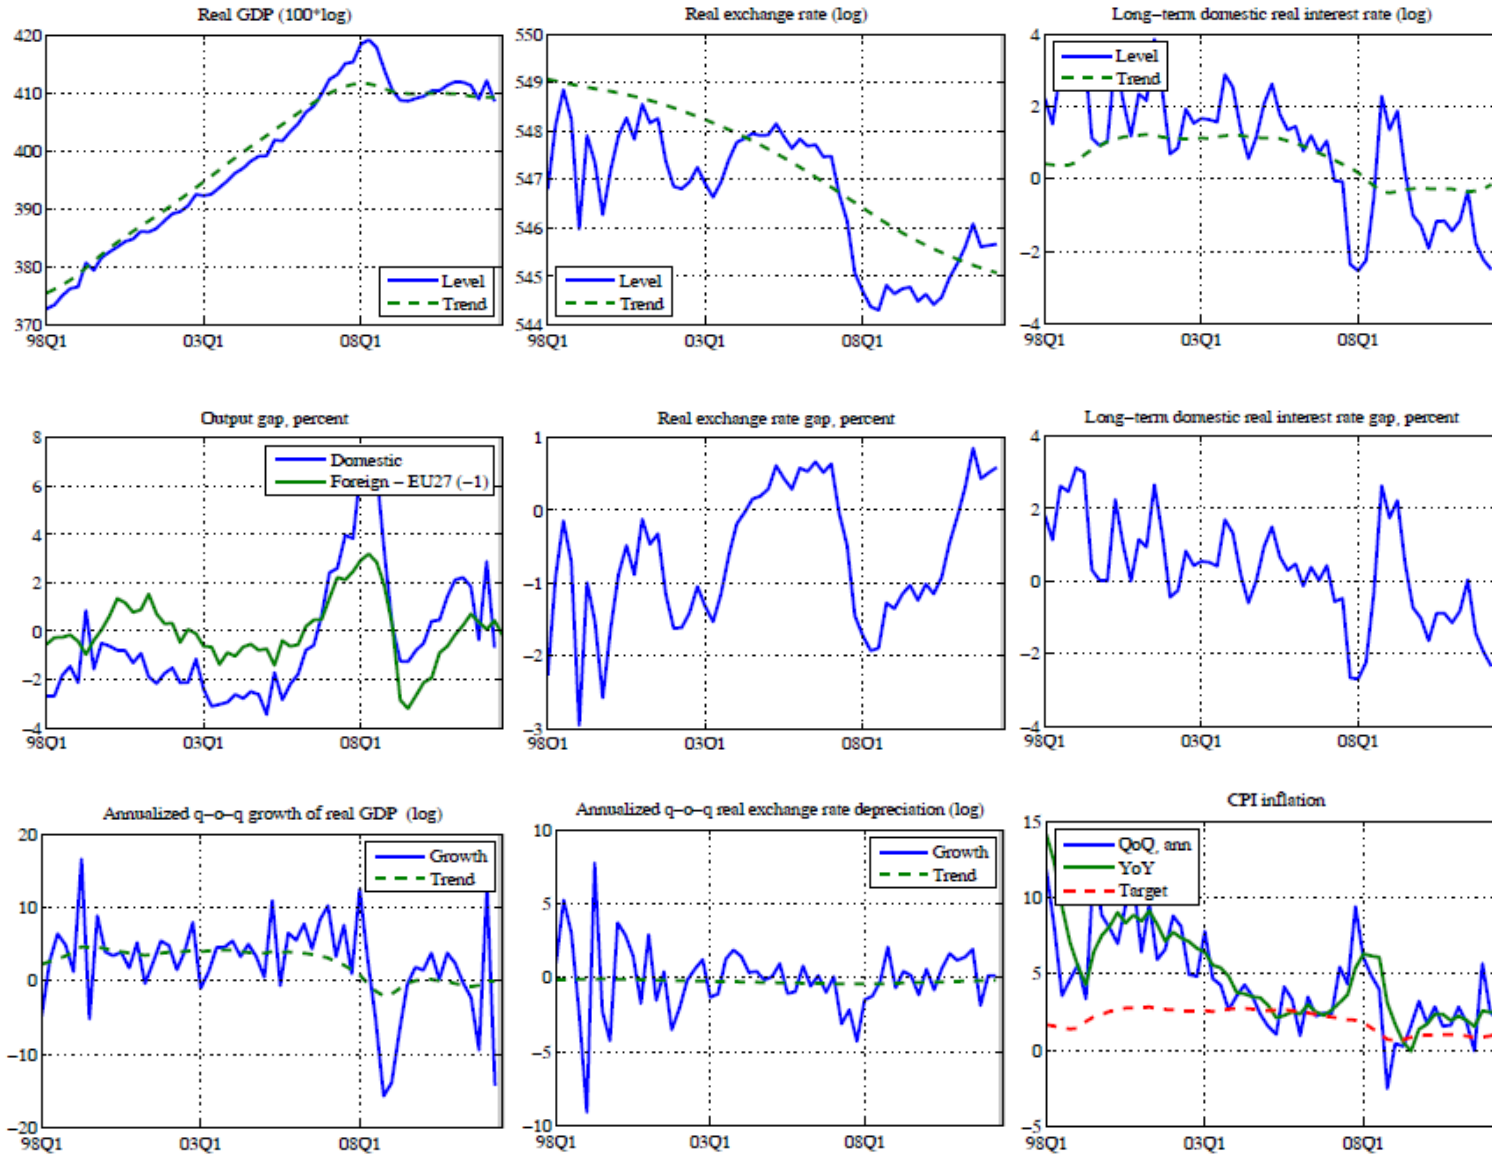 Real GDP (100*log)
420
410
400
390
380
370
98Q1 03Q1 08Q1
Level
Trend
Real exchange rate (log)
550
549
548
547
546
545
544
98Q1 03Q1 08Q1
Level
Trend
Long-term domestic real interest rate (log)
4
2
0
-2
-4
98Q1 03Q1 08Q1
Level
Trend
Output gap, percent
8
6
4
2
0
-2
-4
98Q1 03Q1 08Q1
Domestic
Foreign - EU27 (-1)
Real exchange rate gap, percent
1
0
-1
-2
-3
98Q1 03Q1 08Q1
Long-term domestic real interest rate gap, percent
4
2
0
-2
-4
98Q1 03Q1 08Q1
Annualized q-o-q growth of real GDP (log)
20
10
0
-10
-20
98Q1 03Q1 08Q1
Growth
Trend
Annualized q-o-q real exchange rate depreciation (log)
10
5
0
-5
-10
98Q1 03Q1 08Q1
Growth
Trend
CPI inflation
15
10
5
0
-5
98Q1 03Q1 08Q1
QoQ, ann
YoY
Target